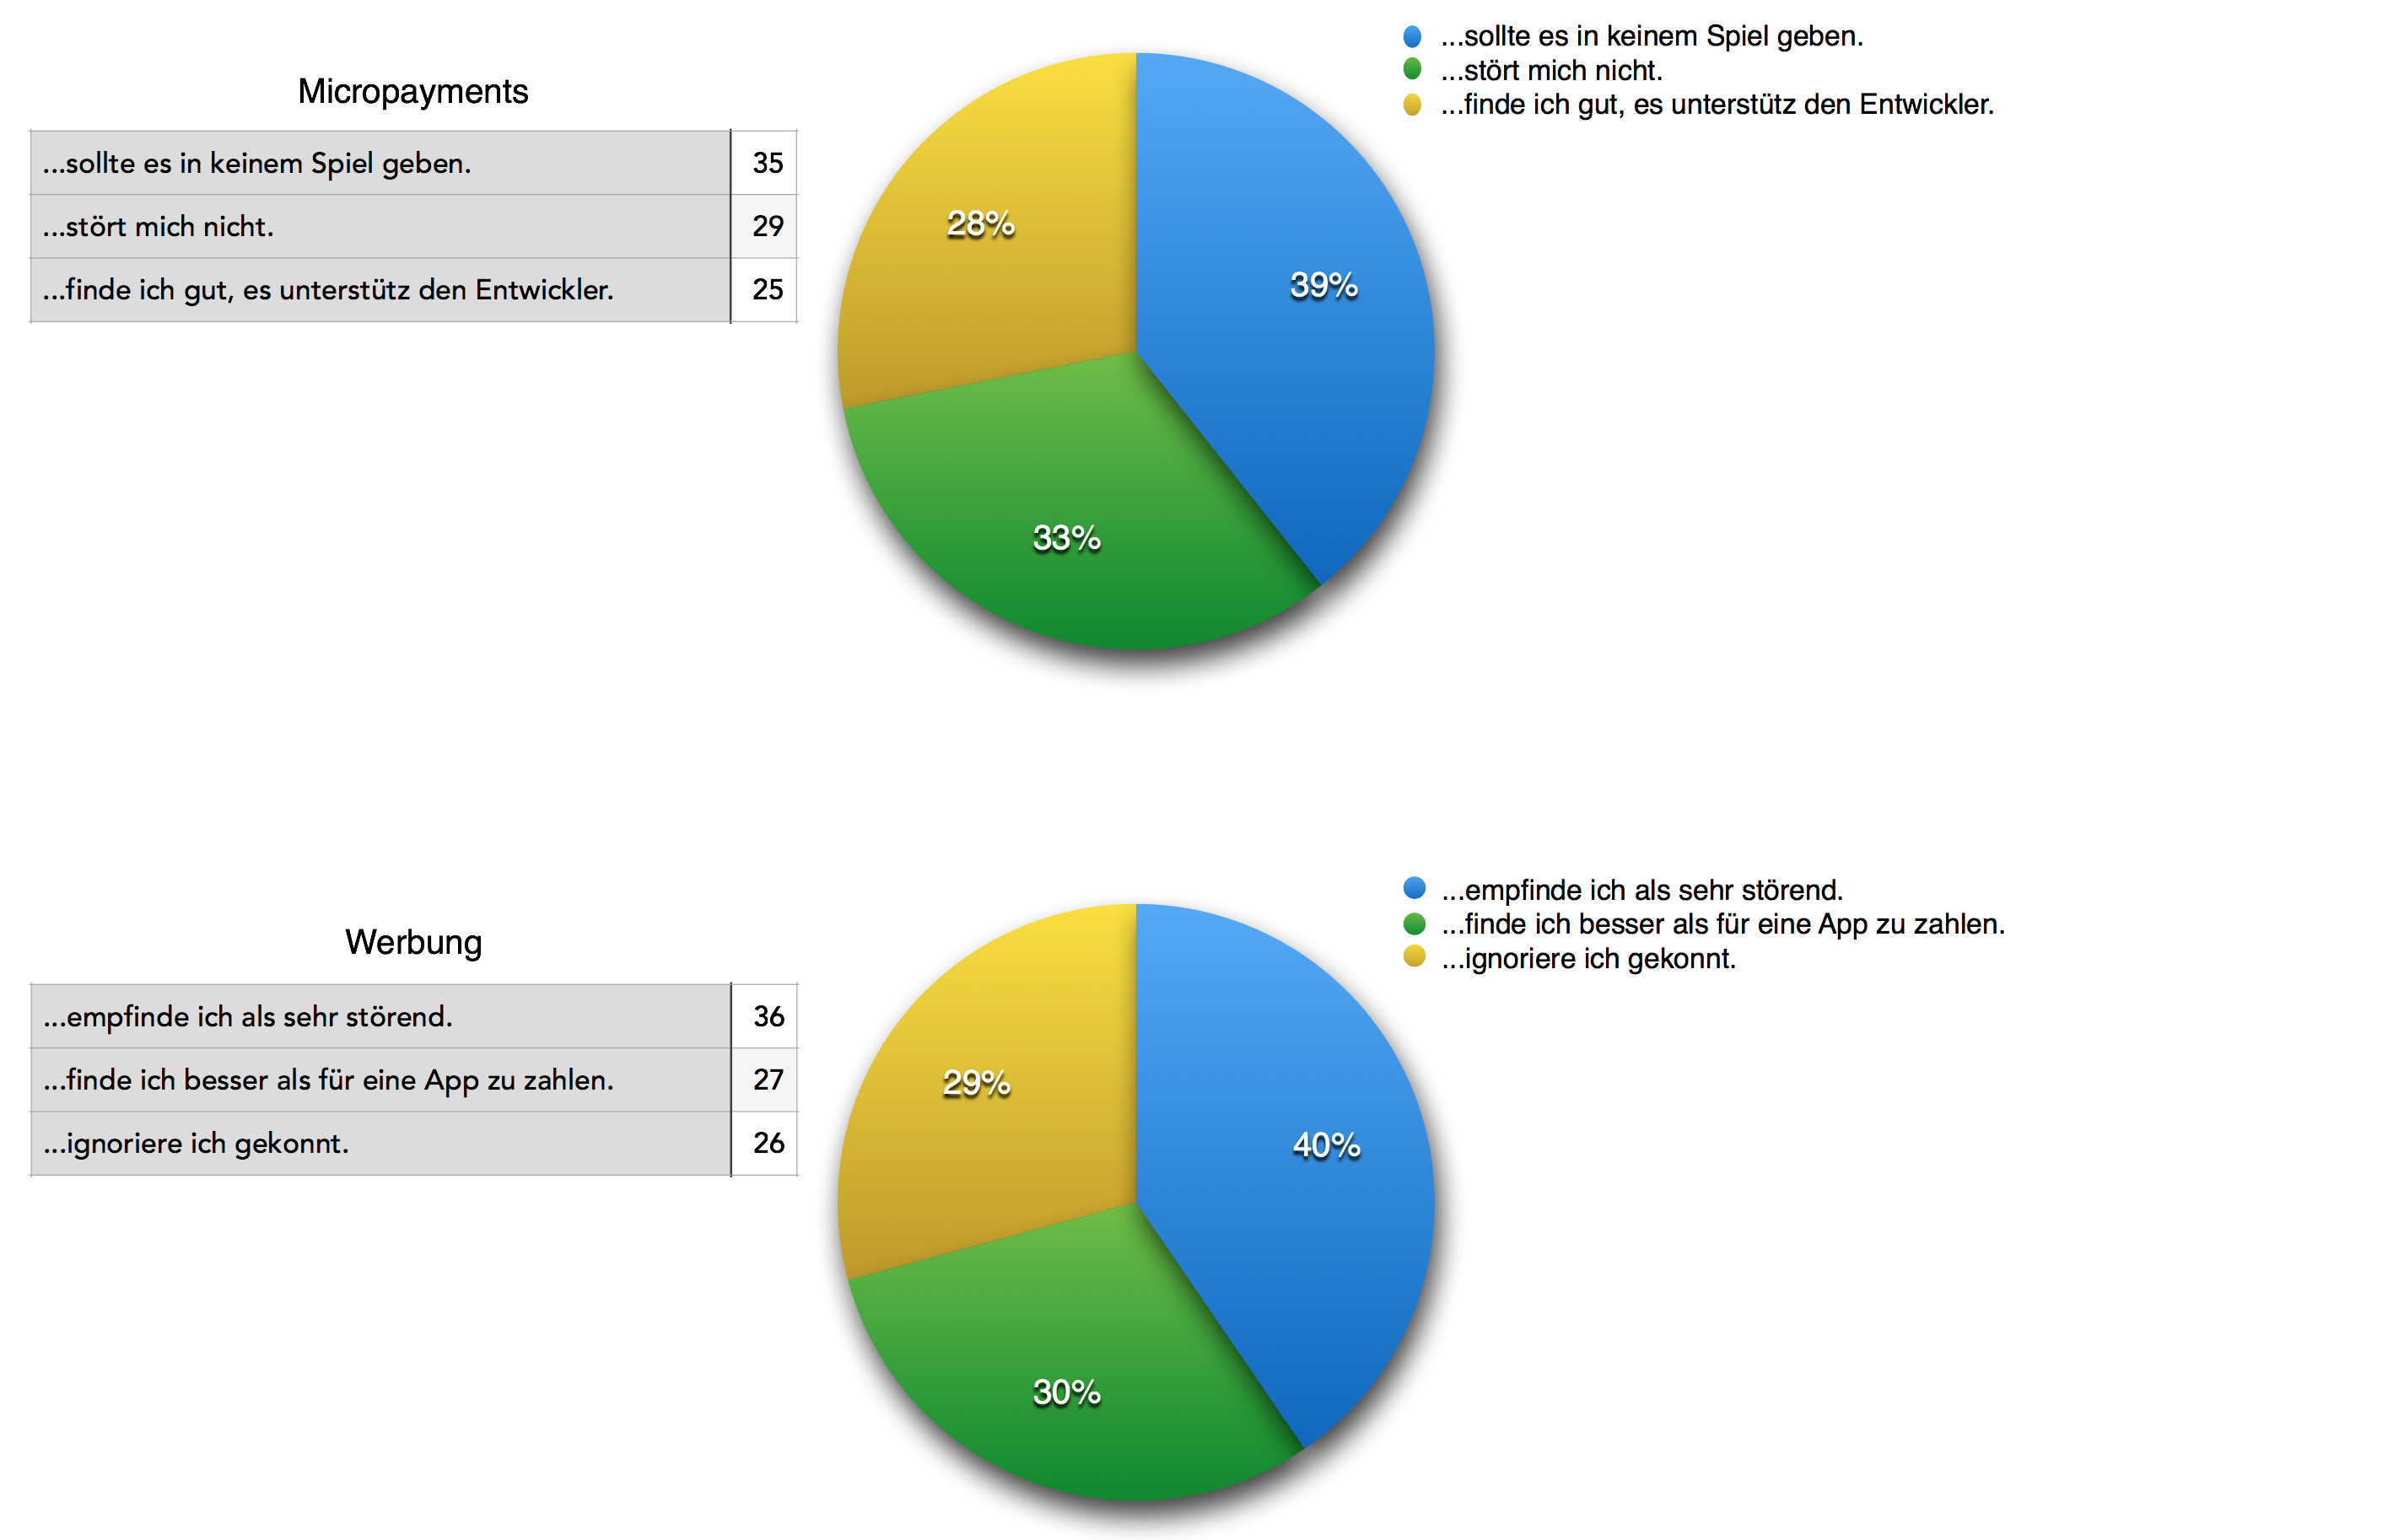 Micropayments
...sollte es in keinem Spiel geben. 35
...stört mich nicht. 29
...finde ich gut, es unterstütz den Entwickler. 25
...sollte es in keinem Spiel geben.
...stört mich nicht.
...finde ich gut, es unterstütz den Entwickler.
28%
39%
33%
Werbung
...empfinde ich als sehr störend. 36
...finde ich besser als für eine App zu zahlen. 27
...ignoriere ich gekonnt. 26
...empfinde ich als sehr störend.
...finde ich besser als für eine App zu zahlen.
...ignoriere ich gekonnt.
29%
40%
30%